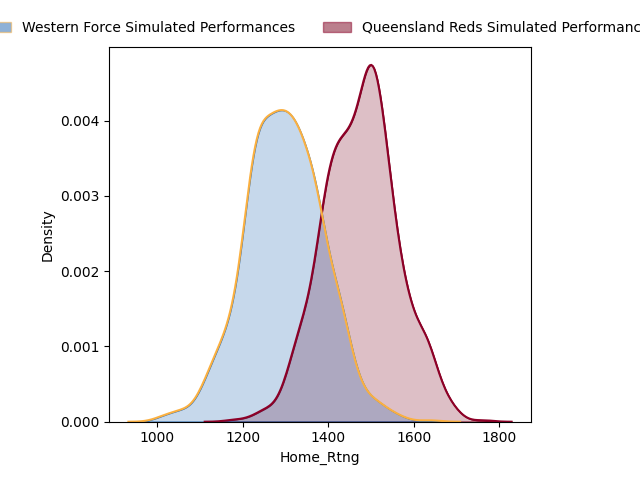 Western Force Simulated Performances Queensland Reds Simulated Performanc
Density
0.004
0.003
0.002
0.001
0.000
1000 1200 1400 1600 1800
Home_Rtng